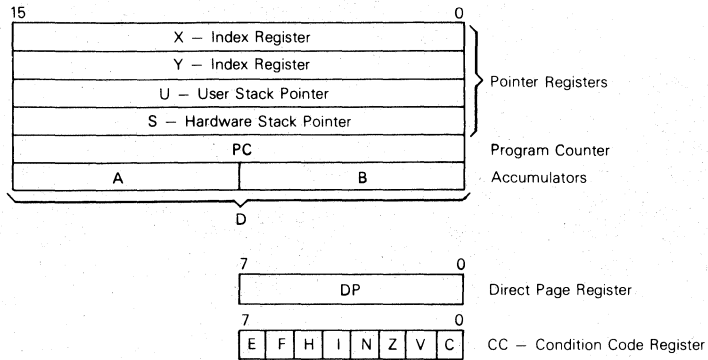 15 0
X — Index Register
Y — Index Register
U — User Stack Pointer
S — Hardware Stack Pointer
Pointer Registers
PC Program Counter
A B Accumulators
D
7 0
DP Direct Page Register
7 0
E F H I N Z V C CC — Condition Code Register